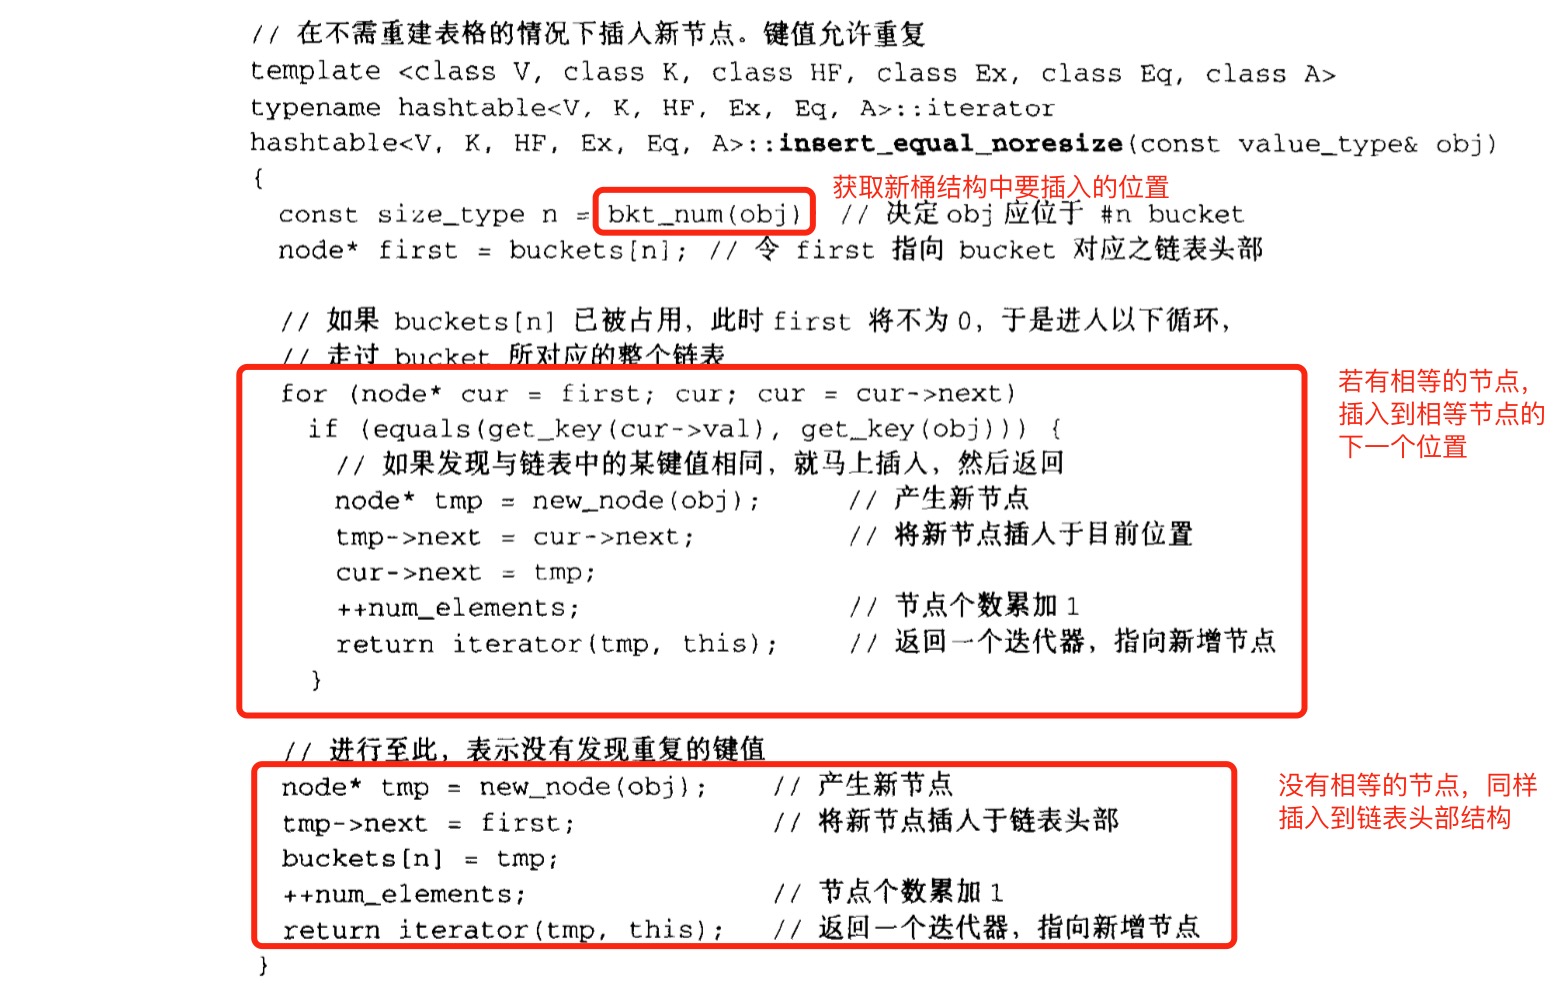 // 在不需重建表格的情况下插入新节点。键值允许重复
template <class V, class K, class HF, class Ex, class Eq, class A>
typename hashtable<V, K, HF, Ex, Eq, A>::iterator
hashtable<V, K, HF, Ex, Eq, A>::insert_equal_noresize(const value_type& obj)
{
获取新桶结构中要插入的位置
const size_type n = bkt_num(obj) // 决定 obj 应位于 #n bucket
node* first = buckets[n]; // 令 first 指向 bucket 对应之链表头部
// 如果 buckets[n] 已被占用，此时 first 将不为 0，于是进入以下循环，
// 走过 bucket 所对应的整个链表
for (node* cur = first; cur; cur = cur->next)
if (equals(get_key(cur->val), get_key(obj))) {
// 如果发现与链表中的某键值相同，就马上插入，然后返回
node* tmp = new_node(obj); // 产生新节点
tmp->next = cur->next; // 将新节点插入于目前位置
cur->next = tmp;
++num_elements; // 节点个数累加 1
return iterator(tmp, this); // 返回一个迭代器，指向新增节点
}
若有相等的节点，
插入到相等节点的
下一个位置
// 进行至此，表示没有发现重复的键值
node* tmp = new_node(obj); // 产生新节点
tmp->next = first; // 将新节点插入于链表头部
buckets[n] = tmp;
++num_elements; // 节点个数累加 1
return iterator(tmp, this); // 返回一个迭代器，指向新增节点
}
没有相等的节点，同样
插入到链表头部结构